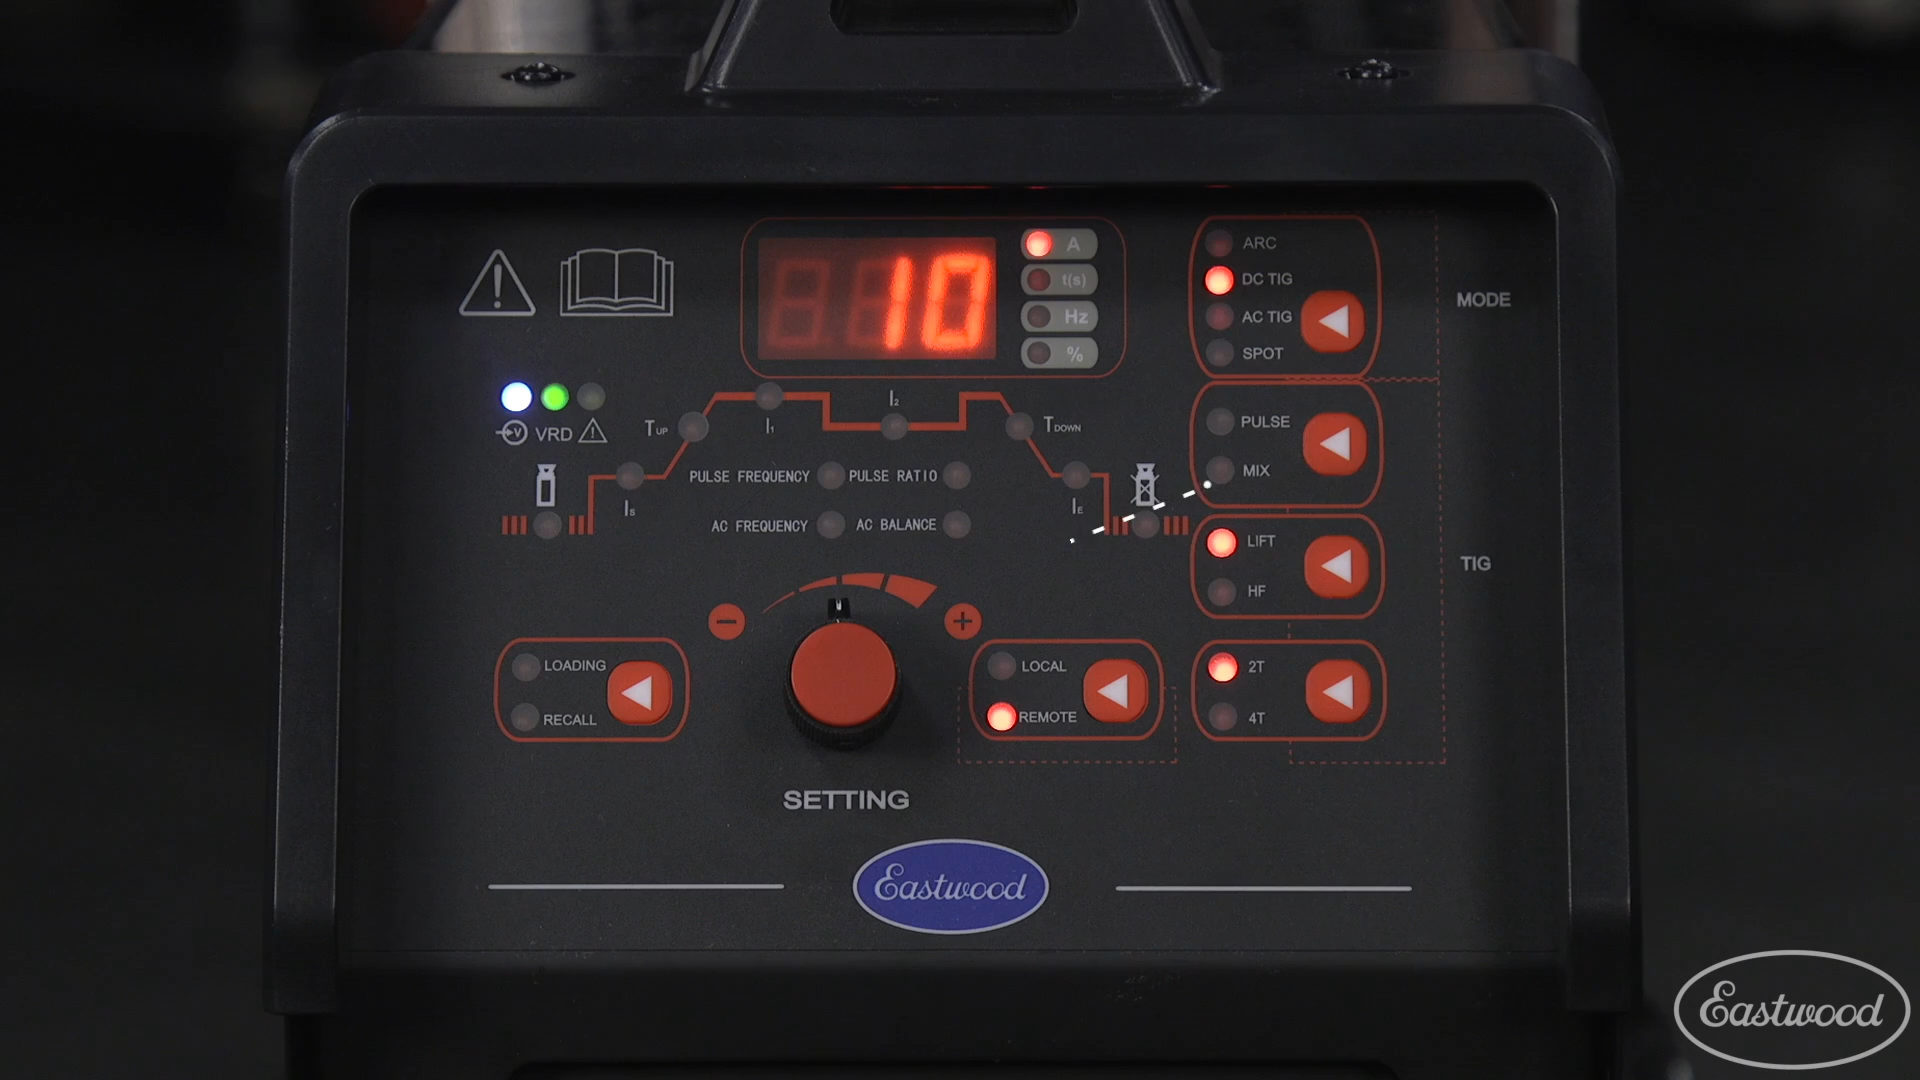 10
A
t(s)
Hz
%
ARC
DC TIG
AC TIG
SPOT
MODE
VRD
TUP
I1
I2
TDOWN
PULSE
MIX
IS
PULSE FREQUENCY
PULSE RATIO
IE
AC FREQUENCY
AC BALANCE
LIFT
HF
TIG
LOADING
RECALL
LOCAL
REMOTE
2T
4T
SETTING
Eastwood
Eastwood